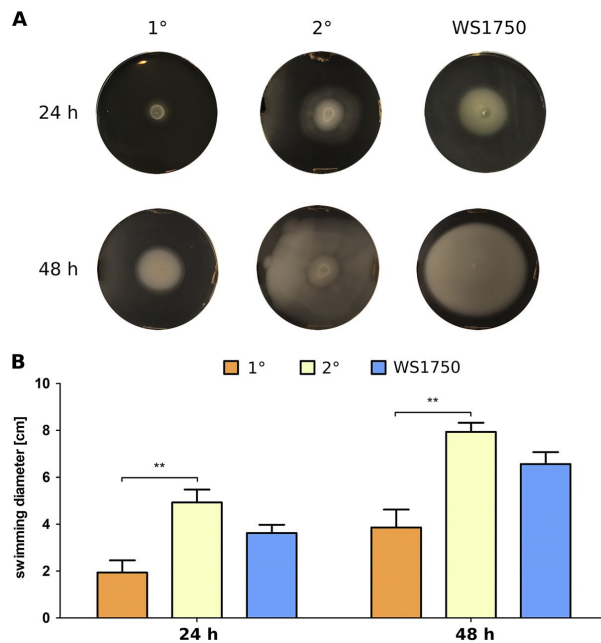 A
1° 2° WS1750
24 h
48 h
B
1° 2° WS1750
swimming diameter [cm]
10
8
6
4
2
0
** **
24 h 48 h